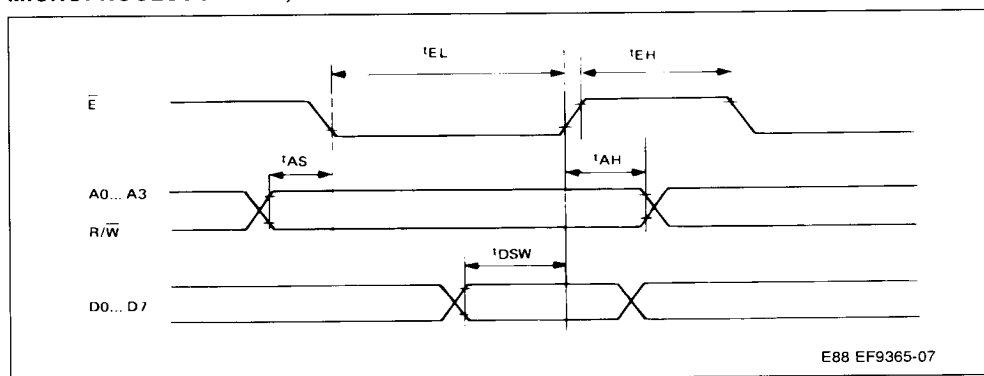 tEL
tEH
E̅
tAS
tAH
A0... A3
R/W̅
tDSW
D0... D7
E88 EF9365-07